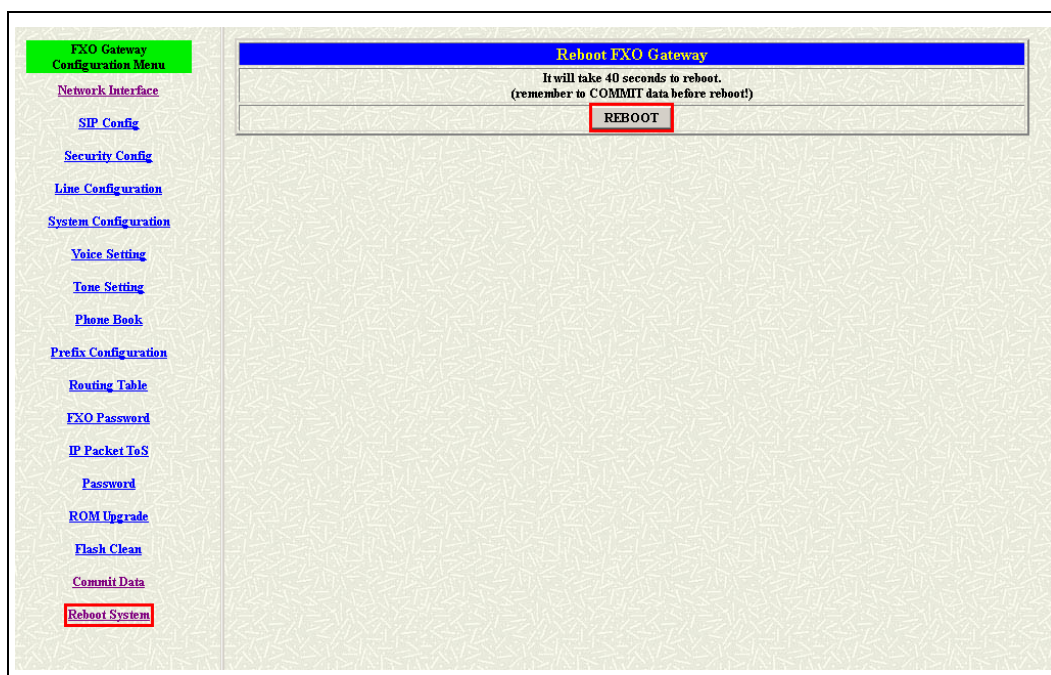 FXO Gateway
Configuration Menu
Network Interface
SIP Config
Security Config
Line Configuration
System Configuration
Voice Setting
Tone Setting
Phone Book
Prefix Configuration
Routing Table
FXO Password
IP Packet ToS
Password
ROM Upgrade
Flash Clean
Commit Data
Reboot System
Reboot FXO Gateway
It will take 40 seconds to reboot.
(remember to COMMIT data before reboot!)
REBOOT